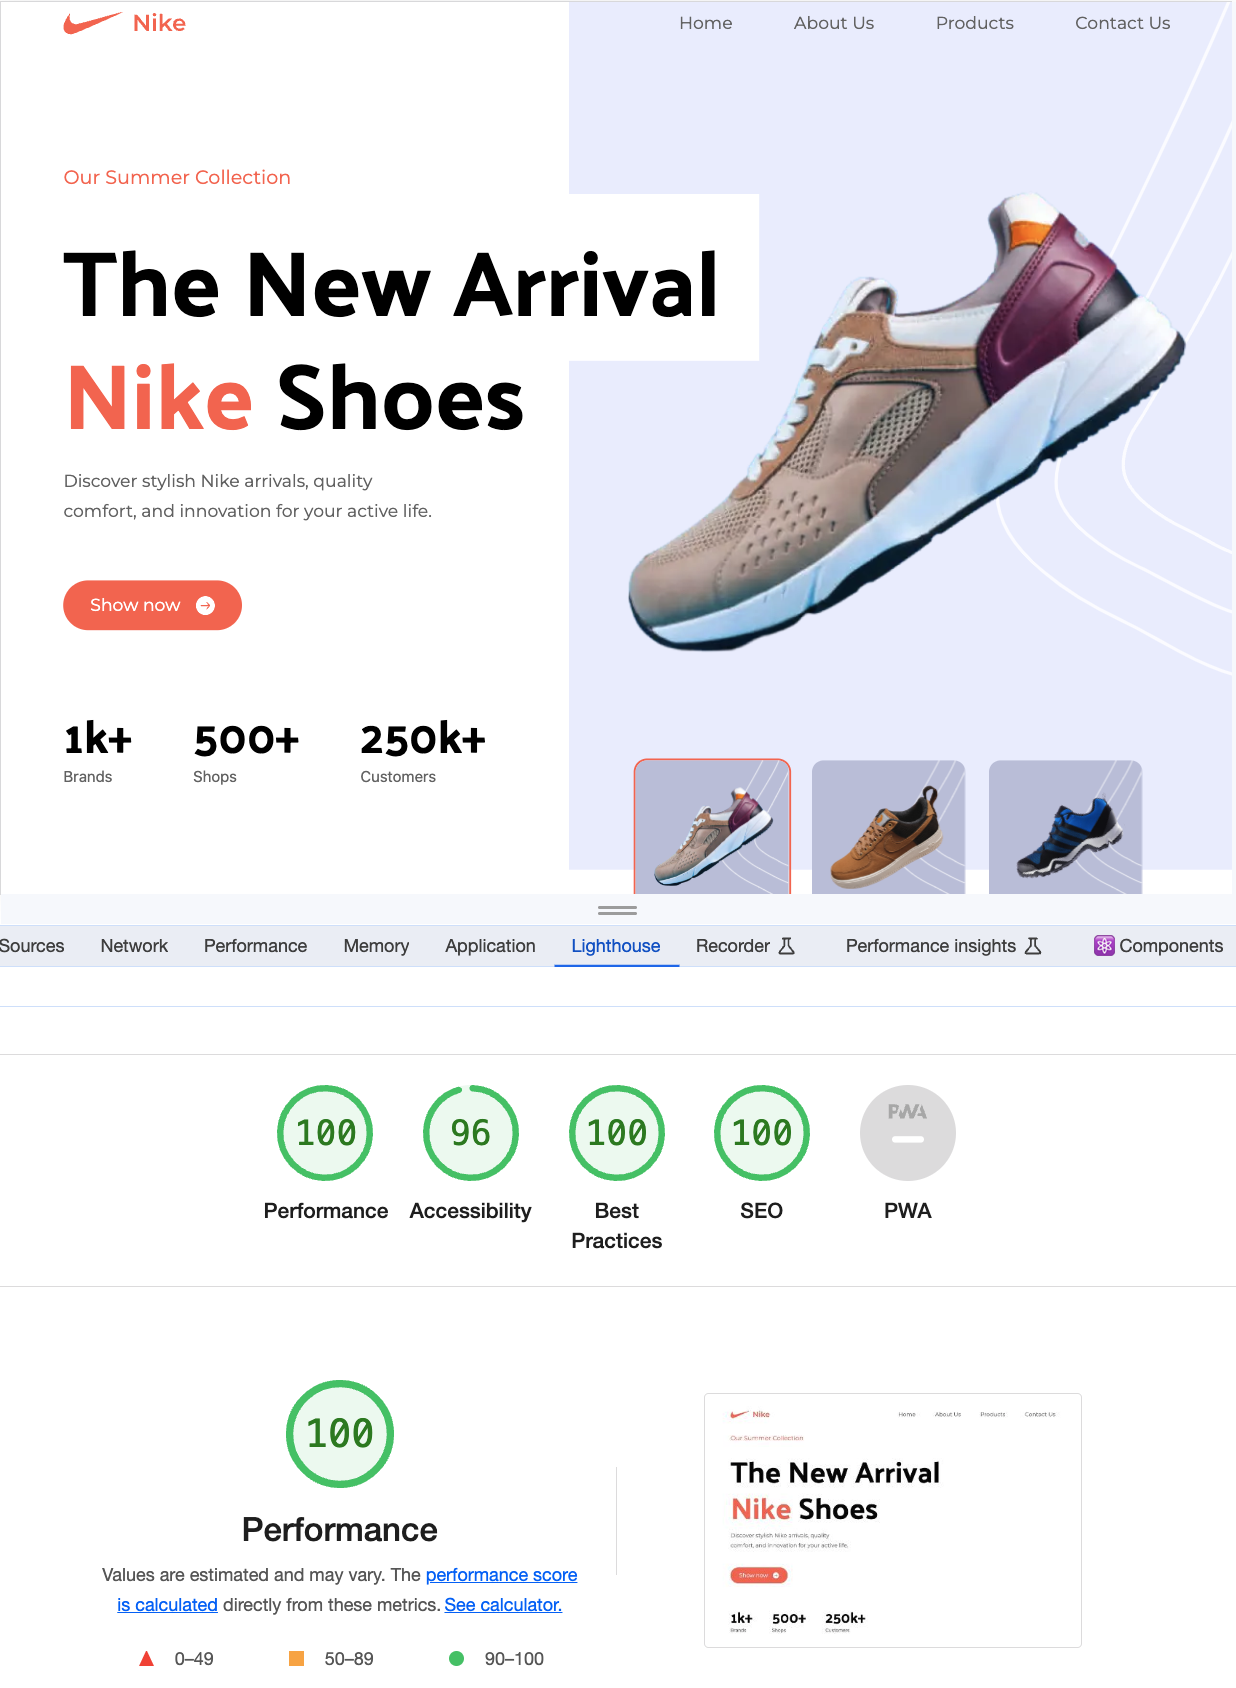 Nike
Home About Us Products Contact Us
Our Summer Collection
The New Arrival
Nike Shoes
Discover stylish Nike arrivals, quality
comfort, and innovation for your active life.
Show now
1k+ 500+ 250k+
Brands Shops Customers
Sources Network Performance Memory Application Lighthouse Recorder Performance insights Components
100 96 100 100 PWA
Performance Accessibility Best Practices SEO PWA
100
Performance
Values are estimated and may vary. The performance score
is calculated directly from these metrics. See calculator.
0–49 50–89 90–100
Nike
Home About Us Products Contact Us
Our Summer Collection
The New Arrival
Nike Shoes
Discover stylish Nike arrivals, quality
comfort, and innovation for your active life.
Show now
1k+ 500+ 250k+
Brands Shops Customers